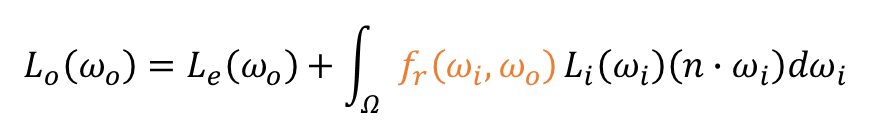 L_o(ω_o) = L_e(ω_o) + ∫_Ω f_r(ω_i, ω_o) L_i(ω_i)(n · ω_i)dω_i